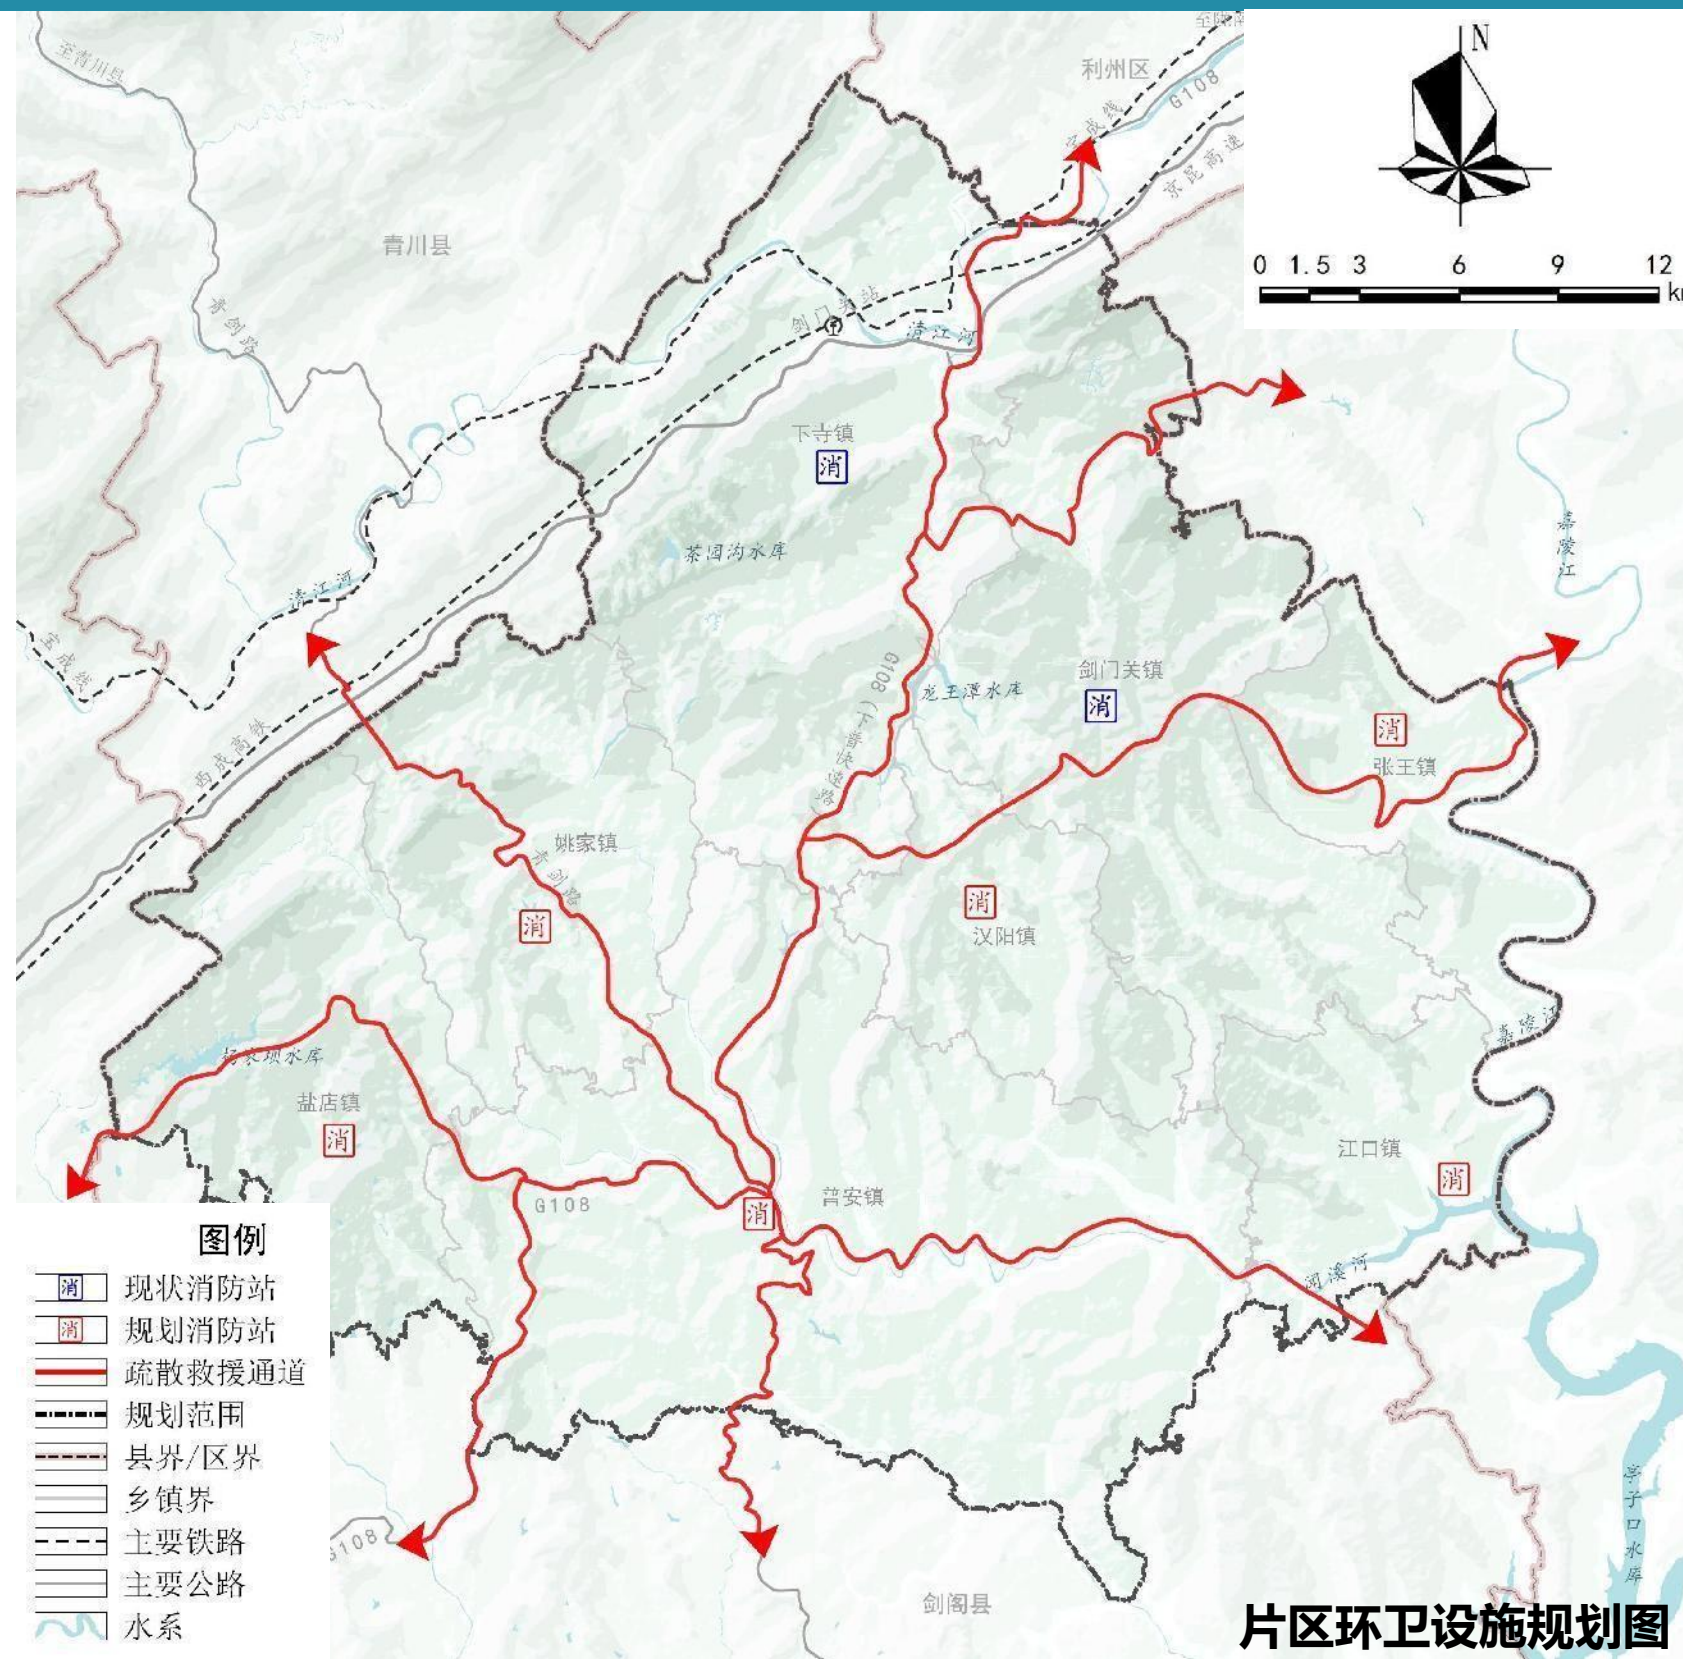 至青川县
利州区
G108
宝成线
京昆高速
N
0 1.5 3 6 9 12
青川县
青剑路
剑门关站
清江河
下寺镇
消
茶园沟水库
嘉陵江
清江河
宝成线
G108（下普快速路）
龙王潭水库
剑门关镇
消
消
张王镇
西成高铁
姚家镇
青剑路
消
消
汉阳镇
嘉陵江
杨家坝水库
盐店镇
消
江口镇
消
普安镇
G108
消
闻溪河
图例
消 现状消防站
消 规划消防站
疏散救援通道
规划范围
县界/区界
乡镇界
主要铁路
主要公路
水系
G108
亭子口水库
剑阁县
片区环卫设施规划图